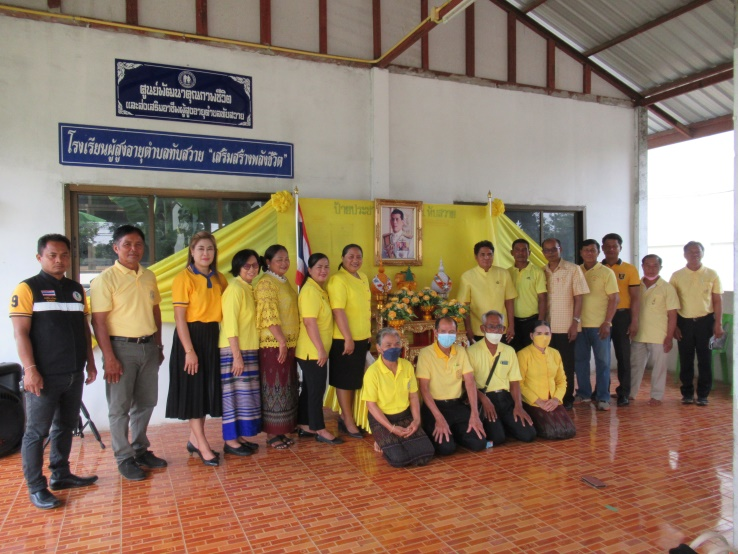 ศูนย์พัฒนาคุณภาพชีวิต
และส่งเสริมอาชีพผู้สูงอายุตำบลทับสวาย
โรงเรียนผู้สูงอายุตำบลทับสวาย "เสริมสร้างพลังชีวิต"
9